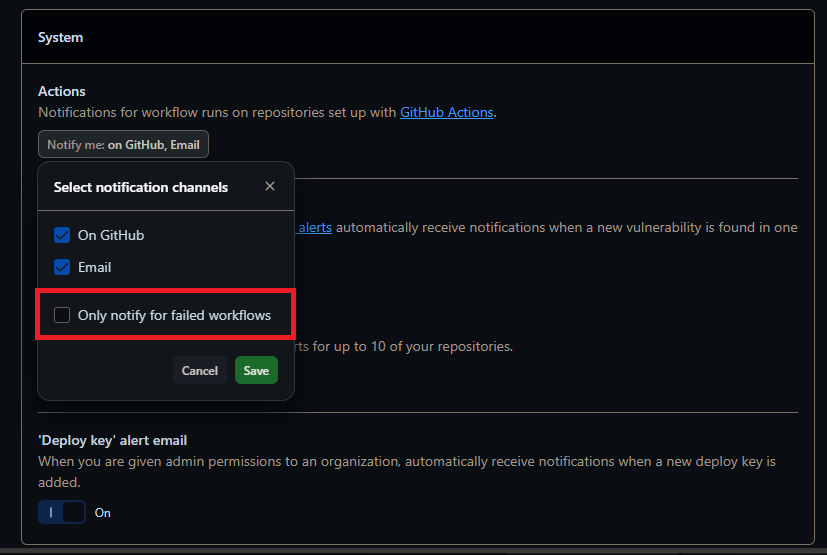 System
Actions
Notifications for workflow runs on repositories set up with GitHub Actions.
Notify me: on GitHub, Email
Select notification channels
On GitHub
alerts automatically receive notifications when a new vulnerability is found in one
Email
Only notify for failed workflows
for up to 10 of your repositories.
Cancel Save
'Deploy key' alert email
When you are given admin permissions to an organization, automatically receive notifications when a new deploy key is
added.
On